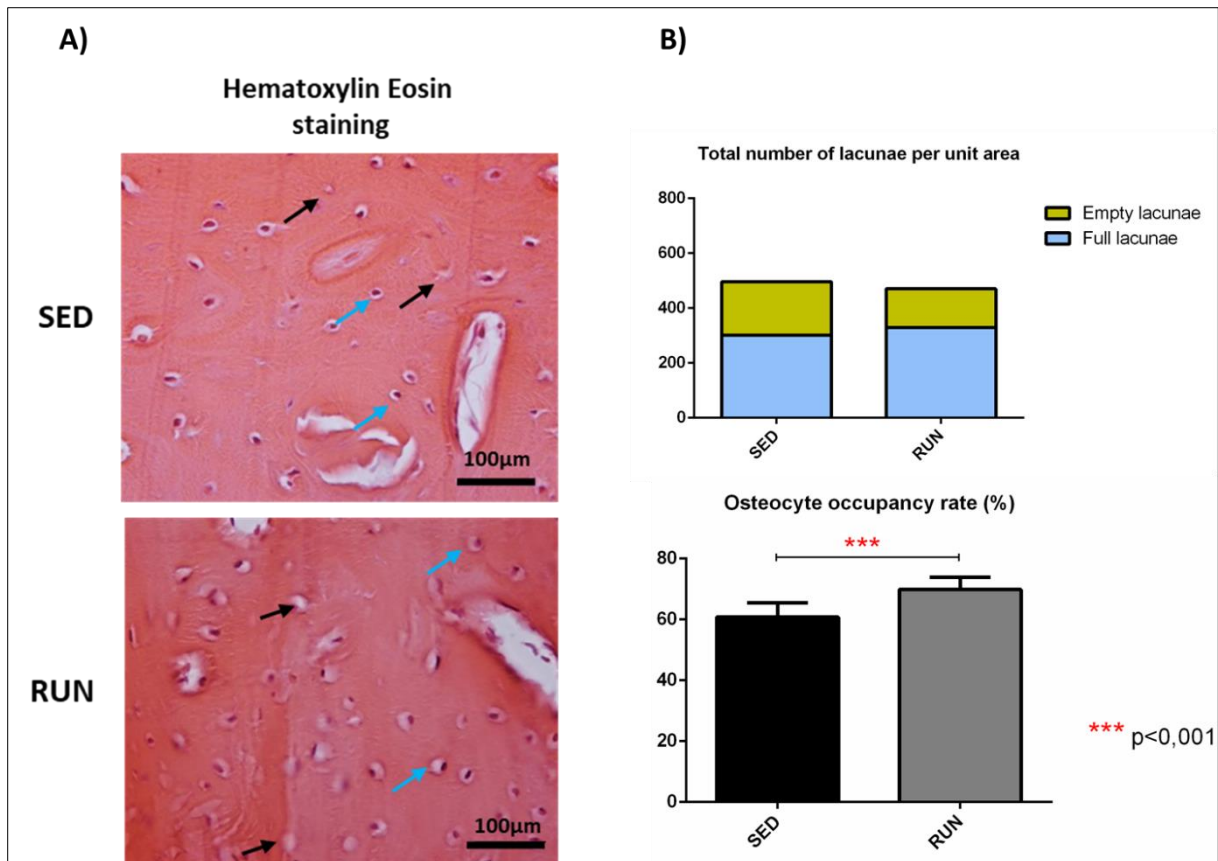 A)
Hematoxylin Eosin
staining
SED
100µm
RUN
100µm
B)
Total number of lacunae per unit area
800
600
400
200
0
SED
RUN
Empty lacunae
Full lacunae
Osteocyte occupancy rate (%)
***
80
60
40
20
0
SED
RUN
*** p<0,001